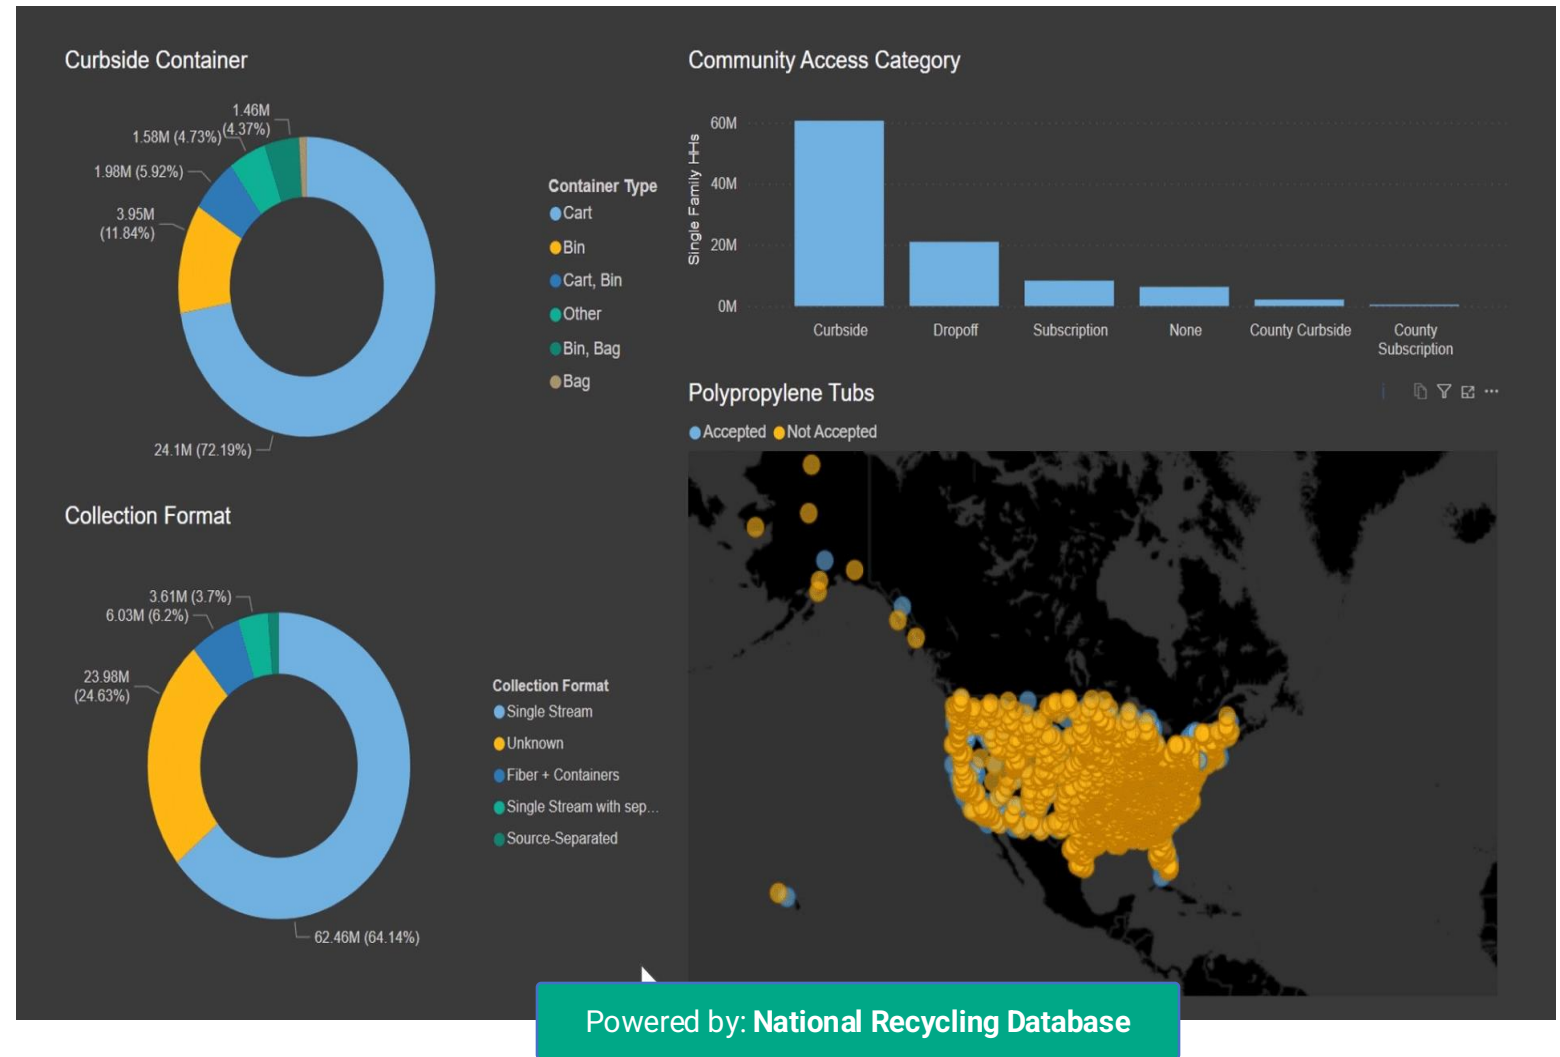 Curbside Container
1.46M
(4.37%)
1.58M (4.73%)
1.98M (5.92%)
3.95M
(11.84%)
24.1M (72.19%)
Container Type
Cart
Bin
Cart, Bin
Other
Bin, Bag
Bag
Community Access Category
Single Family HHs
60M
40M
20M
0M
Curbside
Dropoff
Subscription
None
County Curbside
County
Subscription
Collection Format
3.61M (3.7%)
6.03M (6.2%)
23.98M
(24.63%)
62.46M (64.14%)
Collection Format
Single Stream
Unknown
Fiber + Containers
Single Stream with sep...
Source-Separated
Polypropylene Tubs
Accepted Not Accepted
Powered by: National Recycling Database